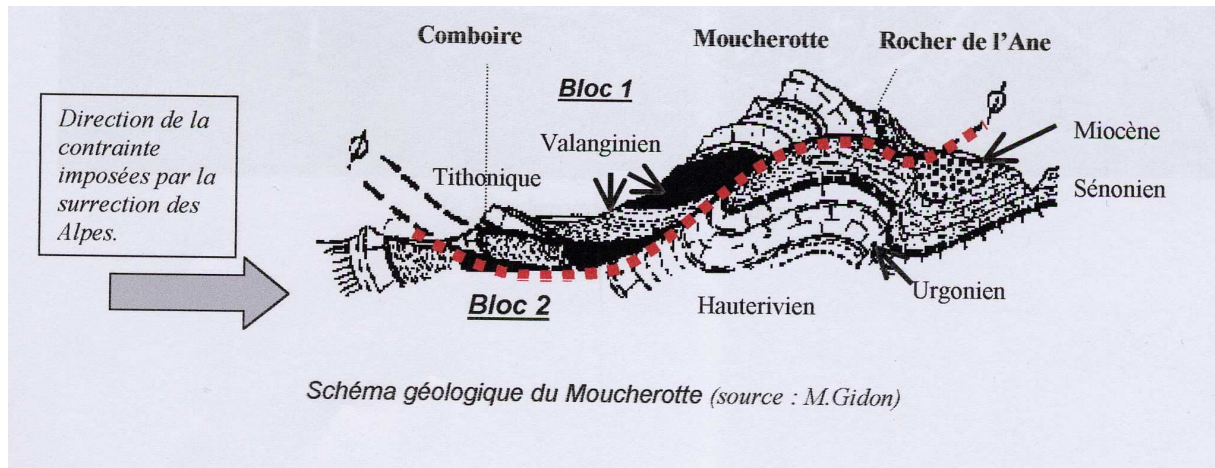 Comboire
Moucherotte
Rocher de l'Ane
Bloc 1
Direction de la
contrainte
imposées par la
surrection des
Alpes.
Valanginien
Miocène
Tithonique
Sénonien
Bloc 2
Hauterivien
Urgonien
Schéma géologique du Moucherotte (source : M.Gidon)